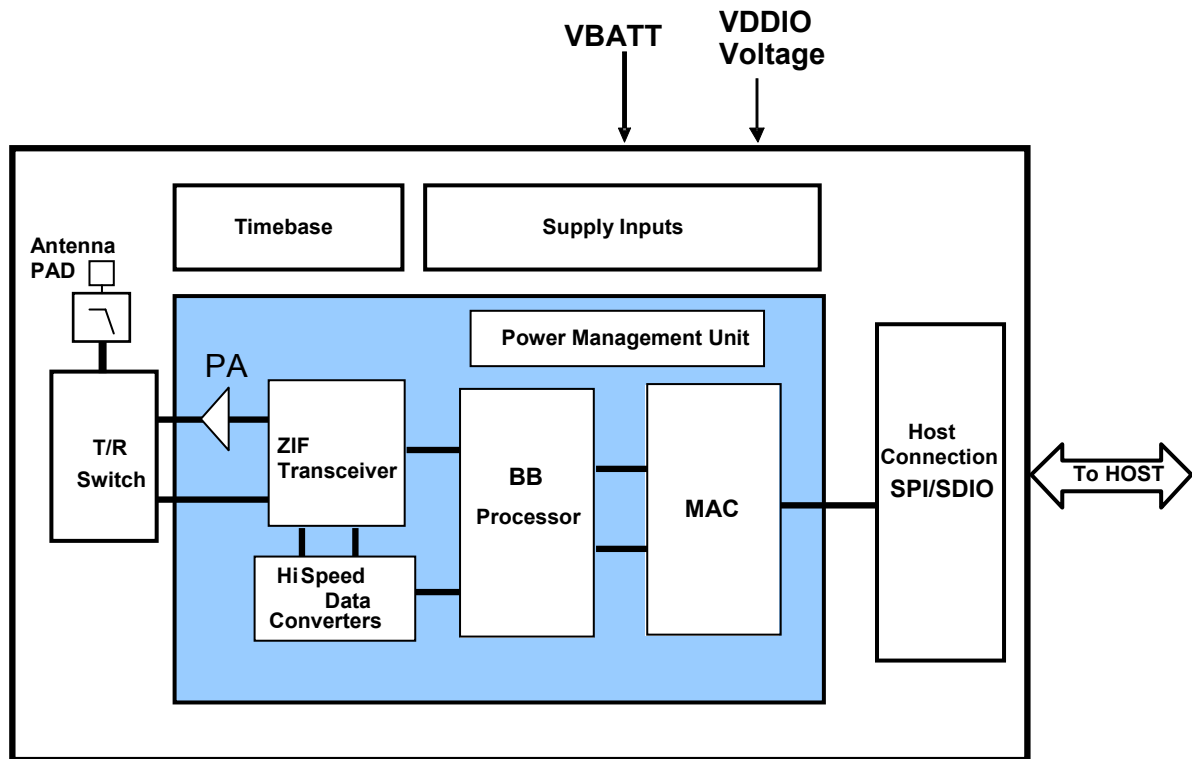 VBATT
VDDIO
Voltage
Timebase
Supply Inputs
Antenna
PAD
Power Management Unit
PA
T/R
Switch
ZIF
Transceiver
BB
Processor
MAC
Host
Connection
SPI/SDIO
To HOST
Hi Speed
Data
Converters